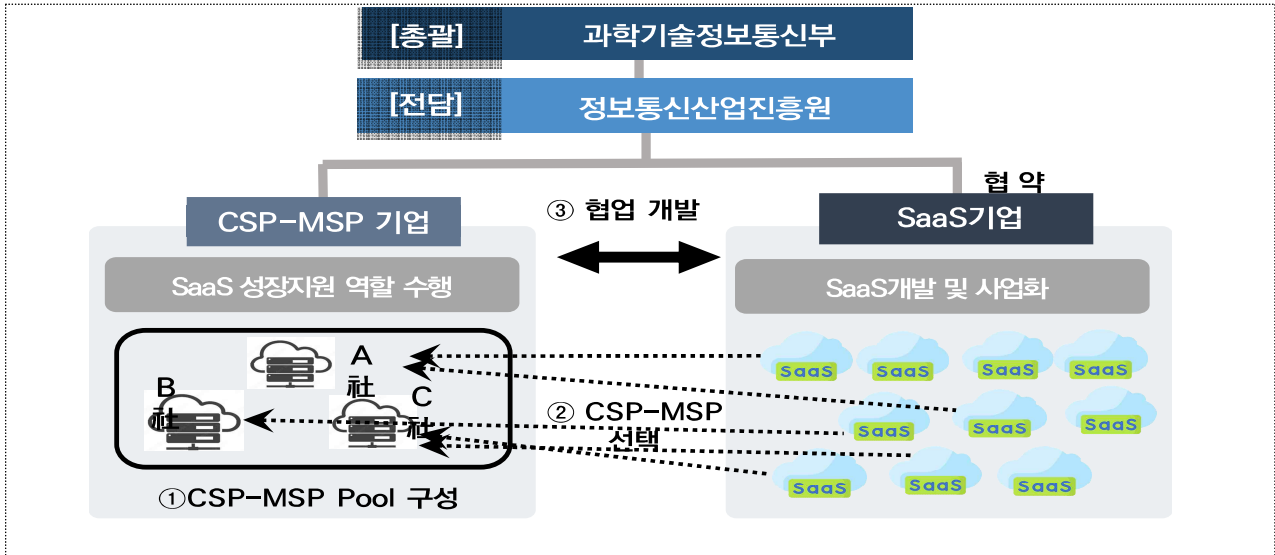 [총괄] 과학기술정보통신부
[전담] 정보통신산업진흥원
협 약
CSP-MSP 기업
③ 협업 개발
SaaS기업
SaaS 성장지원 역할 수행
SaaS개발 및 사업화
A
社
B
社
C
社
② CSP-MSP
선택
SaaS
SaaS
SaaS
SaaS
SaaS
SaaS
SaaS
SaaS
SaaS
SaaS
①CSP-MSP Pool 구성